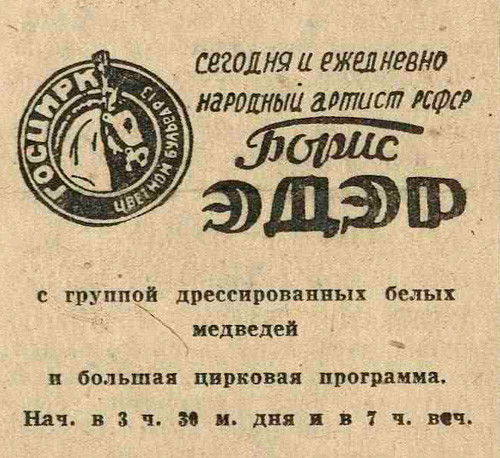 ГОСЦИРК
ЦВЕТНОЙ БУЛЬВАР 13
сегодня и ежедневно
народный артист РСФСР
Борис
ЭДЭР
с группой дрессированных белых
медведей
и большая цирковая программа.
Нач. в 3 ч. 30 м. дня и в 7 ч. веч.